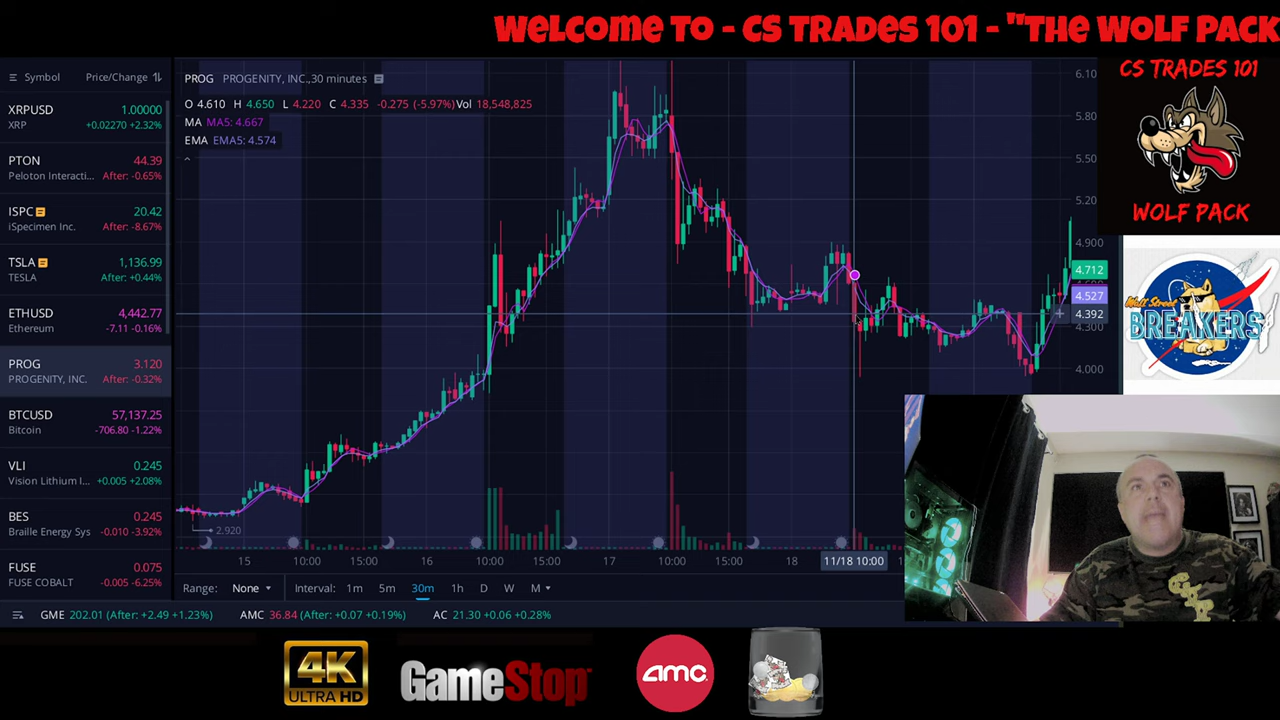 Welcome To - CS Trades 101 - "The Wolf Pack
CS TRADES 101
WOLF PACK
Wall Street
BREAKERS
Symbol Price/Change
XRPUSD 1.00000
XRP +0.02270 +2.32%
PTON 44.39
Peloton Interacti... After: -0.65%
ISPC 20.42
iSpecimen Inc. After: -8.67%
TSLA 1,136.99
TESLA After: +0.44%
ETHUSD 4,442.77
Ethereum -7.11 -0.16%
PROG 3.120
PROGENITY, INC. After: -0.32%
BTCUSD 57,137.25
Bitcoin -706.80 -1.22%
VLI 0.245
Vision Lithium I... +0.005 +2.08%
BES 0.245
Braille Energy Sys -0.010 -3.92%
FUSE 0.075
FUSE COBALT -0.005 -6.25%
PROG PROGENITY, INC.,30 minutes
O 4.610 H 4.650 L 4.220 C 4.335 -0.275 (-5.97%) Vol 18,548,825
MA MA5: 4.667
EMA EMA5: 4.574
6.10
5.80
5.50
5.20
4.900
4.712
4.527
4.392
4.300
4.000
2.920
15 10:00 15:00 16 10:00 15:00 17 10:00 15:00 18 11/18 10:00
Range: None Interval: 1m 5m 30m 1h D W M
GME 202.01 (After: +2.49 +1.23%) AMC 36.84 (After: +0.07 +0.19%) AC 21.30 +0.06 +0.28%
4K
ULTRA HD
GameStop
amc